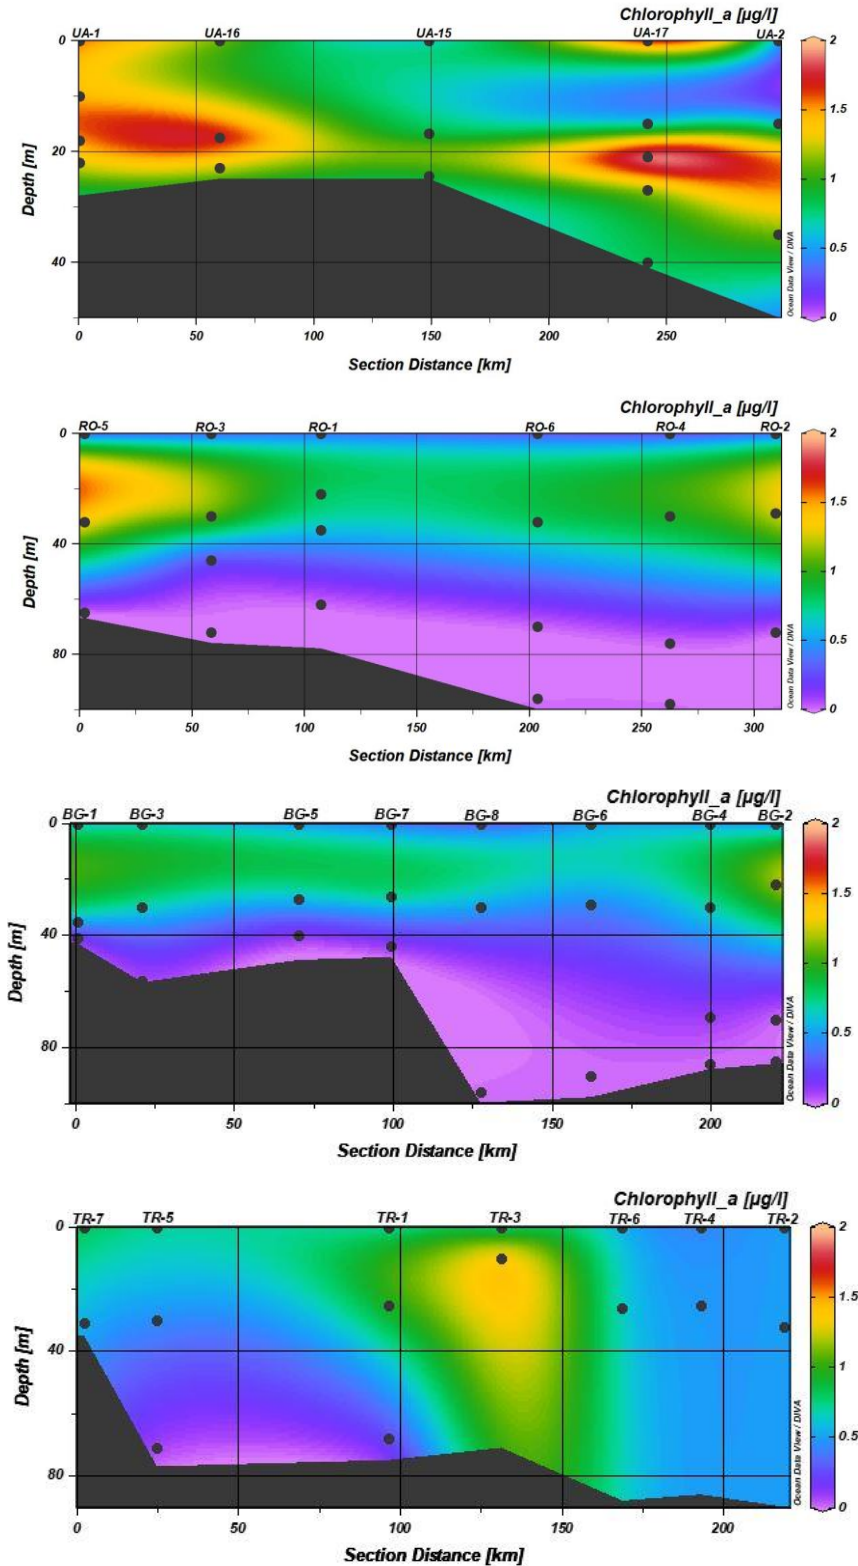 Chlorophyll_a [µg/l]
UA-1 UA-16 UA-15 UA-17 UA-2
0 20 40
Depth [m]
2 1.5 1 0.5 0
Ocean Data View / DIVA
0 50 100 150 200 250
Section Distance [km]
Chlorophyll_a [µg/l]
RO-5 RO-3 RO-1 RO-6 RO-4 RO-2
0 40 80
Depth [m]
2 1.5 1 0.5 0
Ocean Data View / DIVA
0 50 100 150 200 250 300
Section Distance [km]
Chlorophyll_a [µg/l]
BG-1 BG-3 BG-5 BG-7 BG-8 BG-6 BG-4 BG-2
0 40 80
Depth [m]
2 1.5 1 0.5 0
Ocean Data View / DIVA
0 50 100 150 200
Section Distance [km]
Chlorophyll_a [µg/l]
TR-7 TR-5 TR-1 TR-3 TR-6 TR-4 TR-2
0 40 80
Depth [m]
2 1.5 1 0.5 0
Ocean Data View / DIVA
0 50 100 150 200
Section Distance [km]